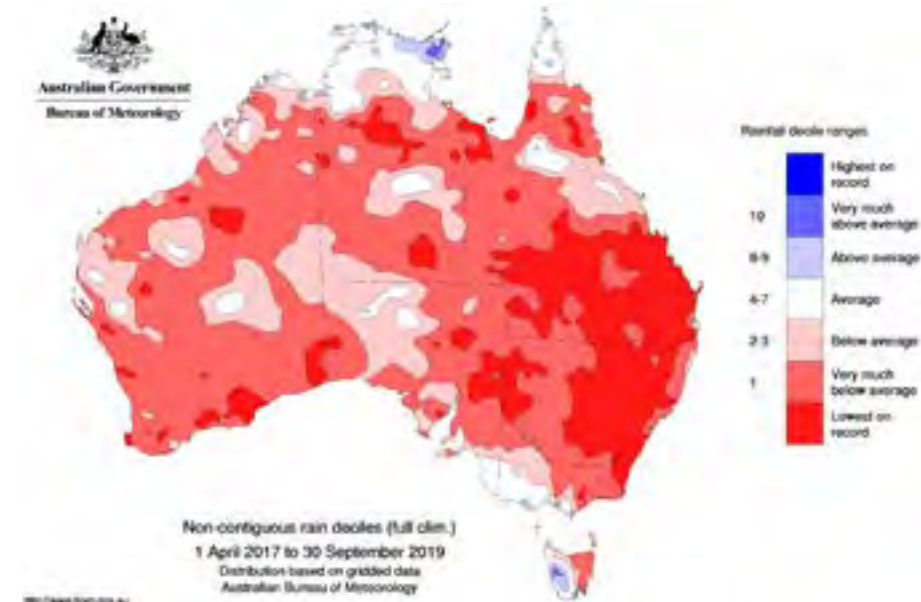 Australian Government
Bureau of Meteorology
Rainfall decile ranges
Highest on
record
10
Very much
above average
8-9
Above average
4-7
Average
2-3
Below average
1
Very much
below average
Lowest on
record
Non-contiguous rain deciles (full clim.)
1 April 2017 to 30 September 2019
Distribution based on gridded data
Australian Bureau of Meteorology